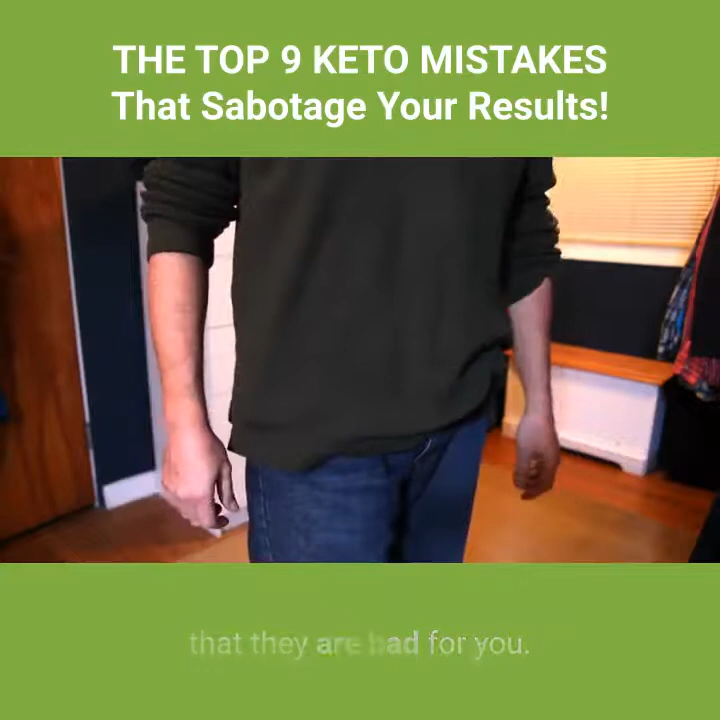 THE TOP 9 KETO MISTAKES
That Sabotage Your Results!
that they are bad for you.